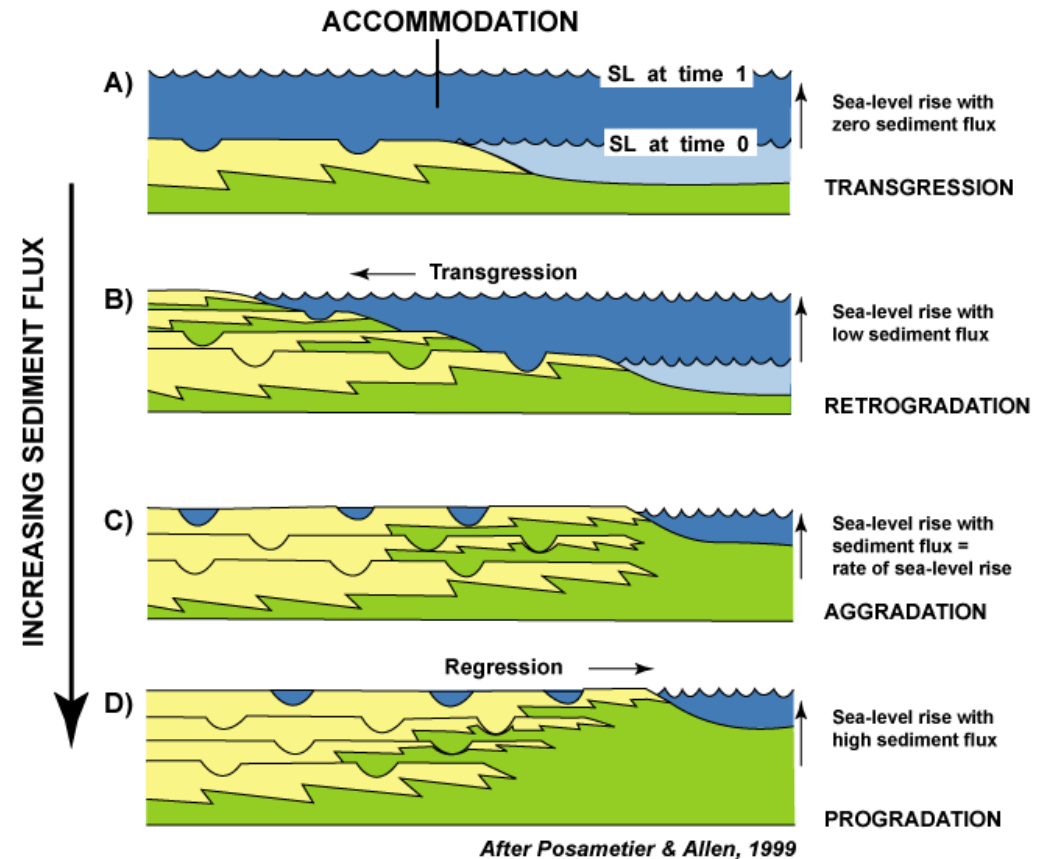 ACCOMMODATION
A)
SL at time 1
Sea-level rise with
zero sediment flux
SL at time 0
TRANSGRESSION
INCREASING SEDIMENT FLUX
B)
Transgression
Sea-level rise with
low sediment flux
RETROGRADATION
C)
Sea-level rise with
sediment flux =
rate of sea-level rise
AGGRADATION
Regression
D)
Sea-level rise with
high sediment flux
PROGRADATION
After Posametier & Allen, 1999